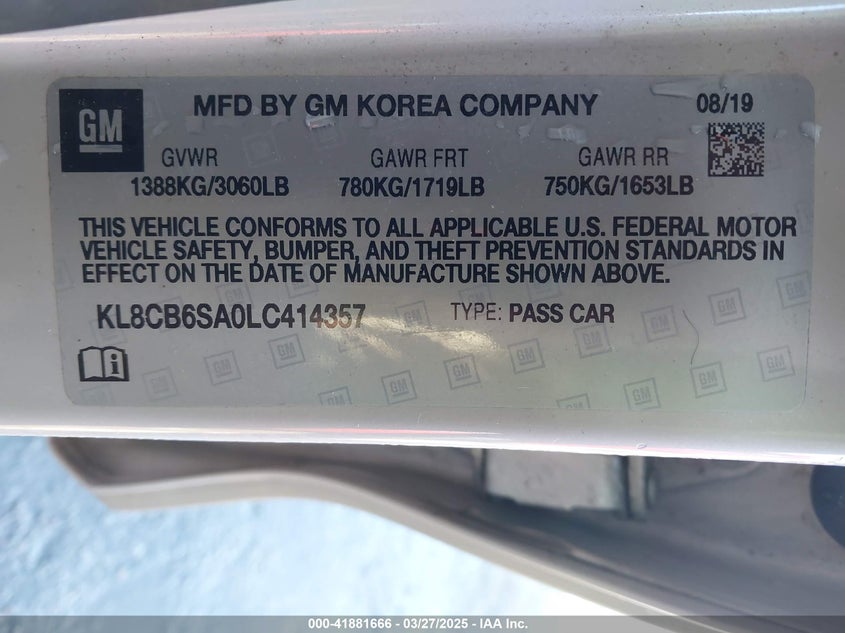 GM MFD BY GM KOREA COMPANY 08/19
GVWR GAWR FRT GAWR RR
1388KG/3060LB 780KG/1719LB 750KG/1653LB
THIS VEHICLE CONFORMS TO ALL APPLICABLE U.S. FEDERAL MOTOR
VEHICLE SAFETY, BUMPER, AND THEFT PREVENTION STANDARDS IN
EFFECT ON THE DATE OF MANUFACTURE SHOWN ABOVE.
KL8CB6SA0LC414357 TYPE: PASS CAR
000-41881666 - 03/27/2025 - IAA Inc.